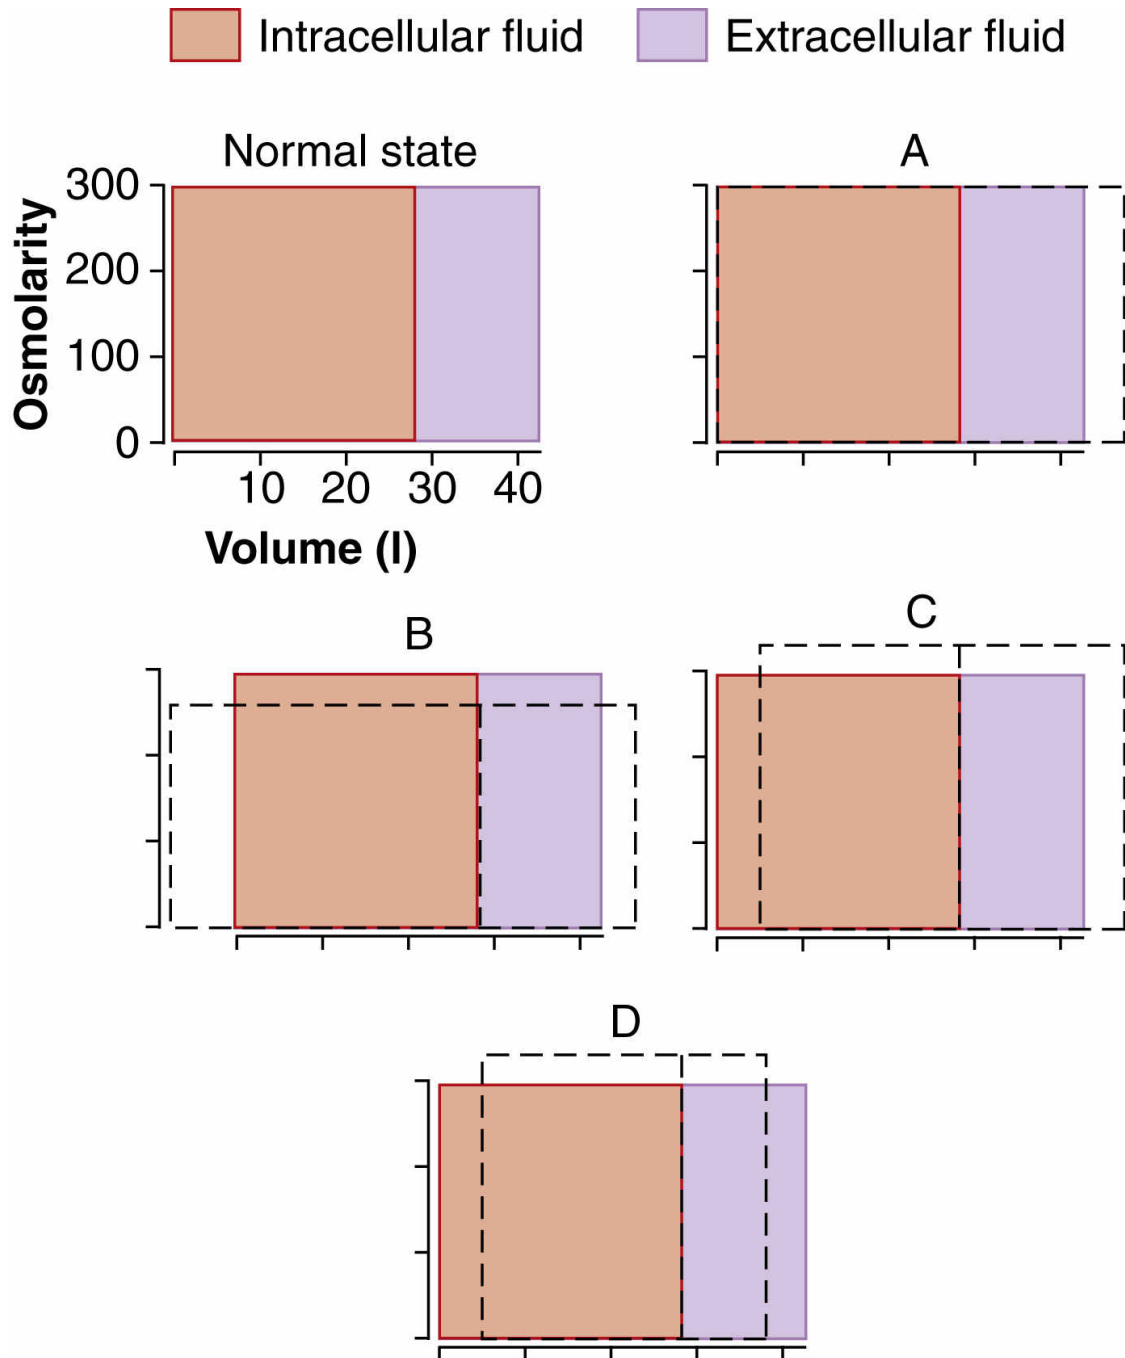 Intracellular fluid
Extracellular fluid
Normal state
A
Osmolarity
300
200
100
0
10 20 30 40
Volume (l)
B
C
D